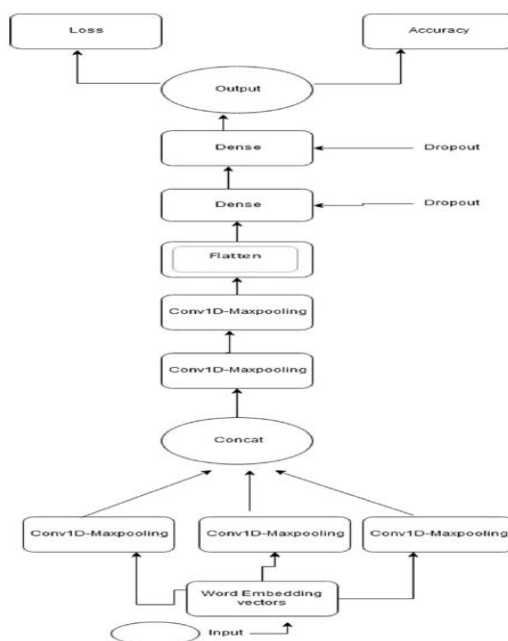 Loss
Accuracy
Output
Dense
Dropout
Dense
Dropout
Flatten
Conv1D-Maxpooling
Conv1D-Maxpooling
Concat
Conv1D-Maxpooling
Conv1D-Maxpooling
Conv1D-Maxpooling
Word Embedding
vectors
Input